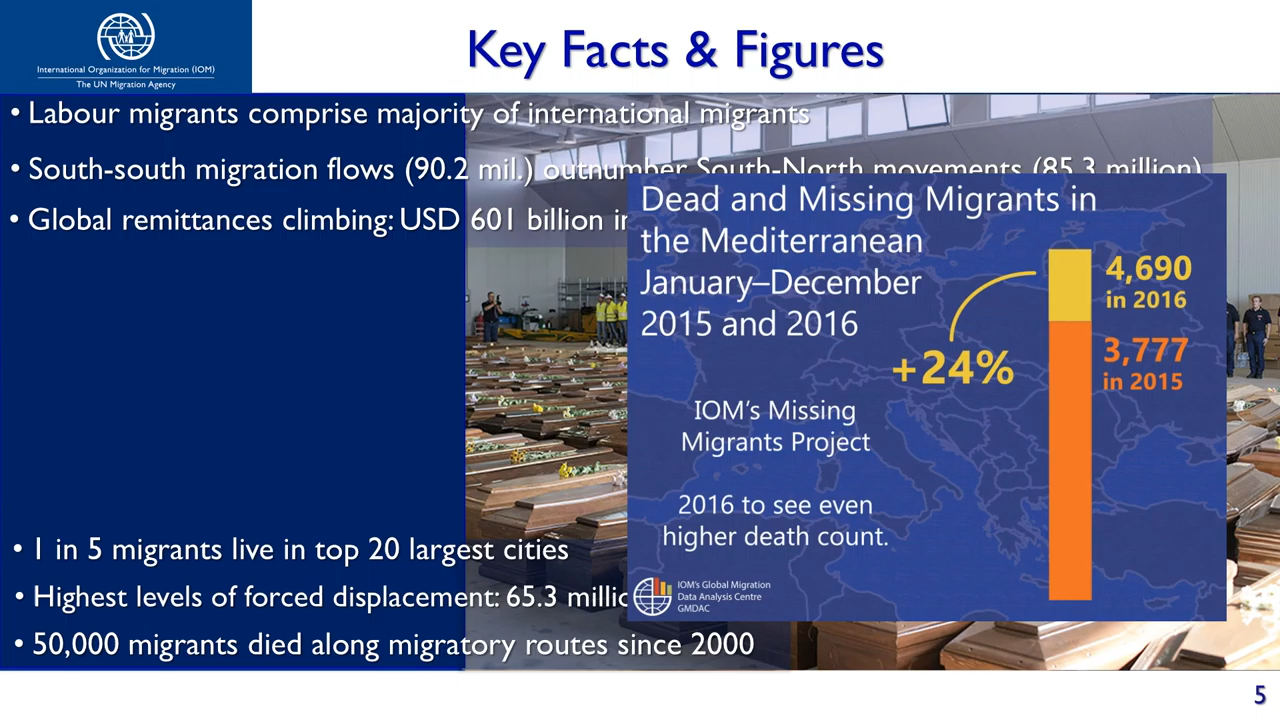 International Organization for Migration (IOM)
The UN Migration Agency
Key Facts & Figures
• Labour migrants comprise majority of international migrants
• South-south migration flows (90.2 mil.) outnumber South-North movements (85.3 million)
• Global remittances climbing: USD 601 billion in
Dead and Missing Migrants in
the Mediterranean
January–December
2015 and 2016
4,690
in 2016
+24%
3,777
in 2015
IOM's Missing
Migrants Project
2016 to see even
higher death count.
IOM's Global Migration
Data Analysis Centre
GMDAC
• 1 in 5 migrants live in top 20 largest cities
• Highest levels of forced displacement: 65.3
• 50,000 migrants died along migratory routes since 2000
5